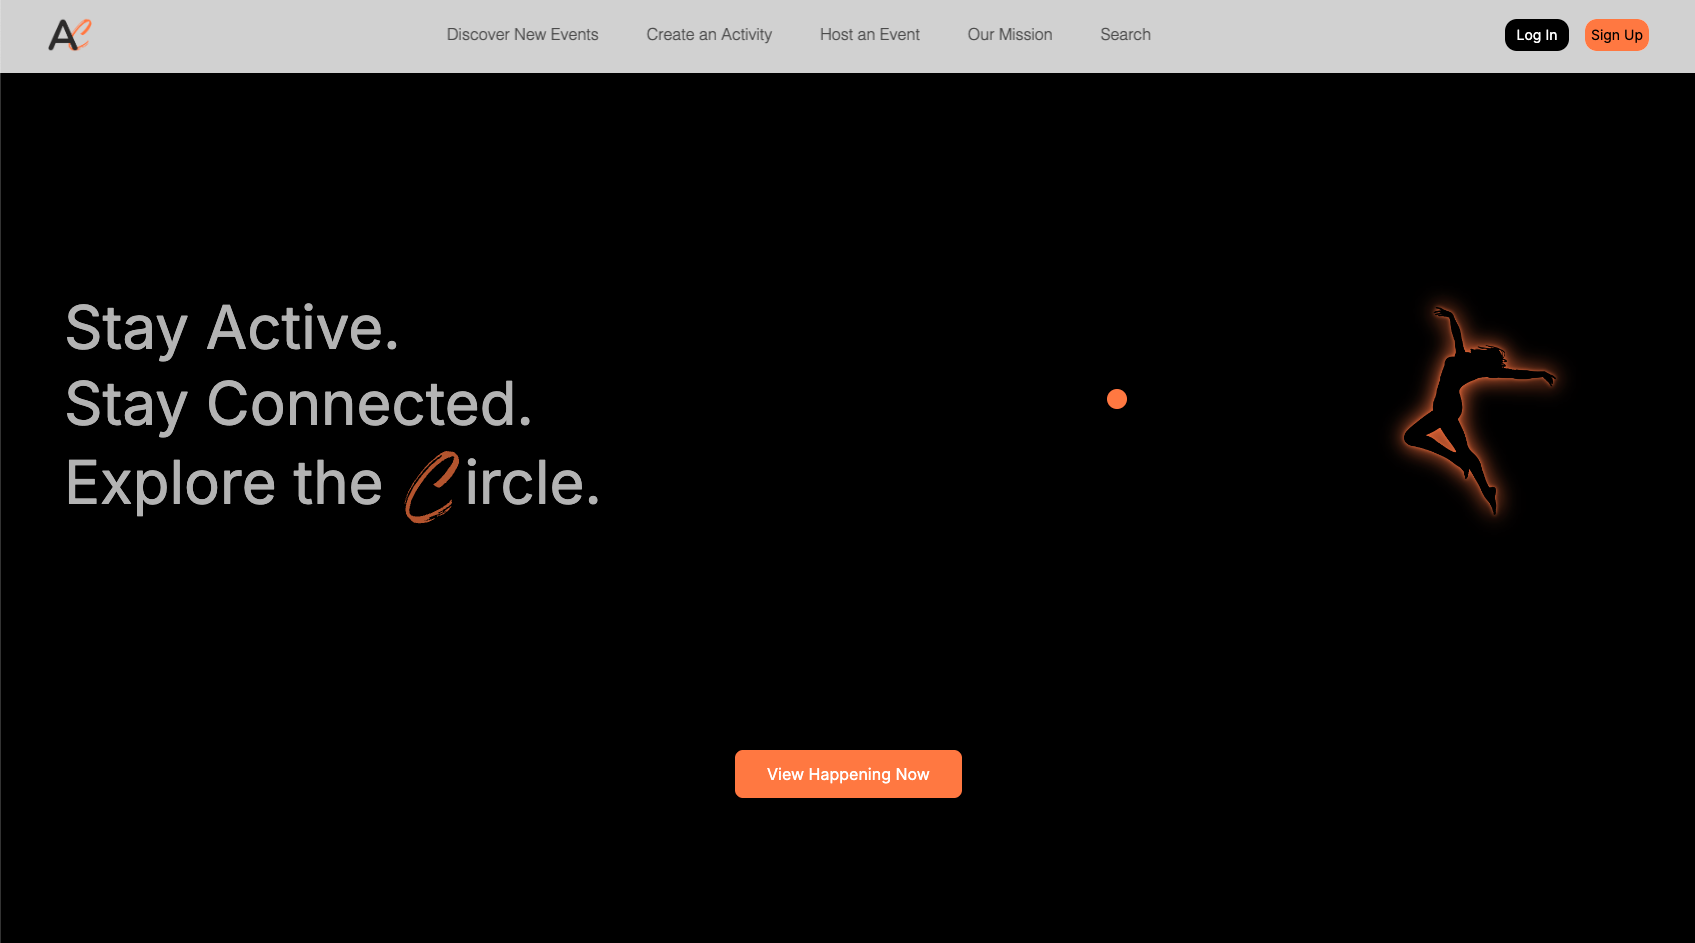 AC
Discover New Events
Create an Activity
Host an Event
Our Mission
Search
Log In
Sign Up
Stay Active.
Stay Connected.
Explore the Circle.
View Happening Now